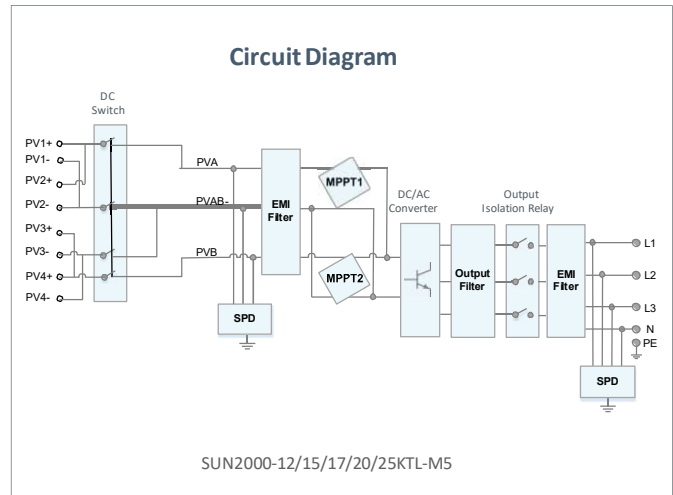 Circuit Diagram
DC
Switch
PV1+
PV1-
PV2+
PV2-
PV3+
PV3-
PV4+
PV4-
PVA
PVAB-
PVB
EMI
Filter
SPD
MPPT1
MPPT2
DC/AC
Converter
Output
Filter
Output
Isolation Relay
EMI
Filter
L1
L2
L3
N
PE
SPD
SUN2000-12/15/17/20/25KTL-M5